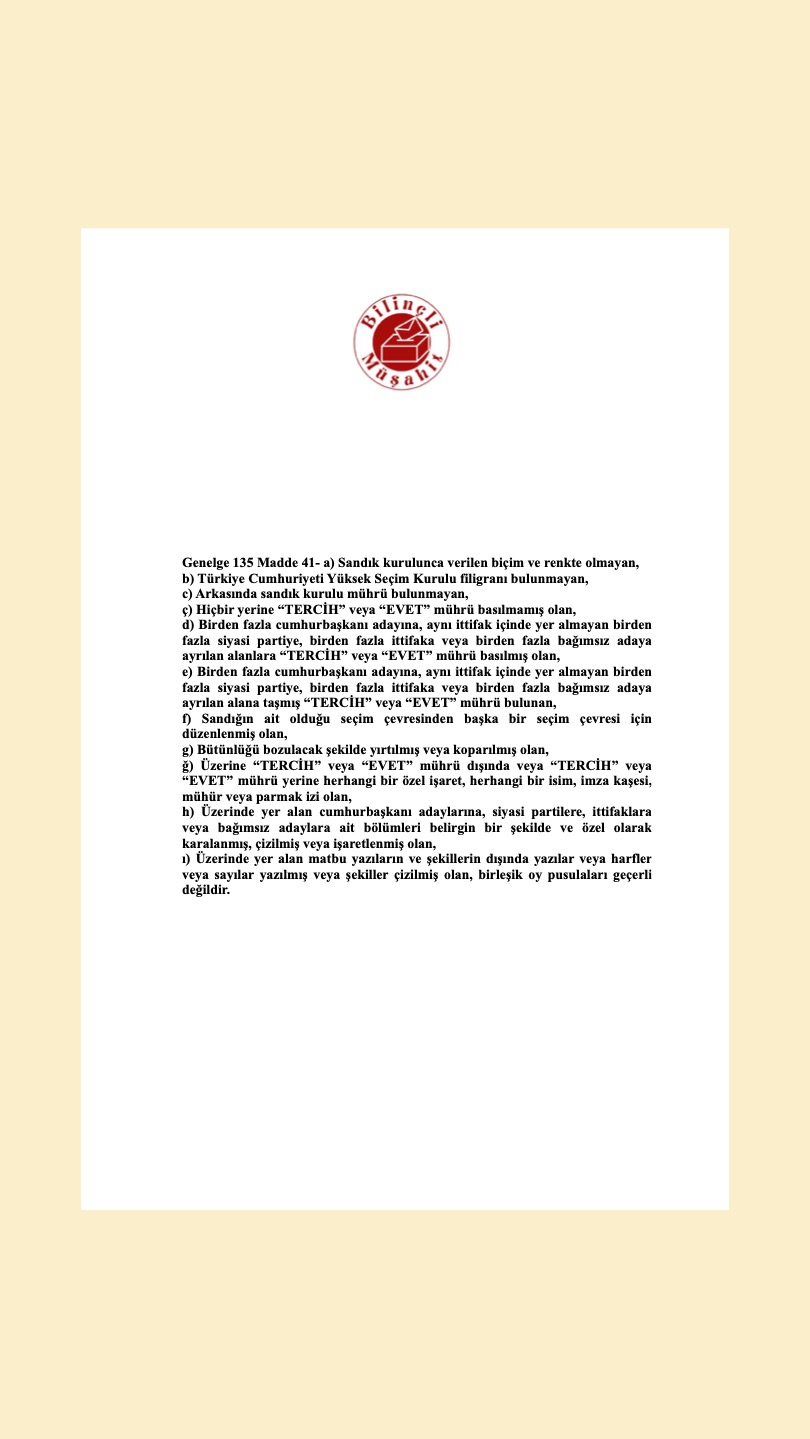 Bilinçli
Müşahit
Genelge 135 Madde 41- a) Sandık kurulunca verilen biçim ve renkte olmayan,
b) Türkiye Cumhuriyeti Yüksek Seçim Kurulu filigranı bulunmayan,
c) Arkasında sandık kurulu mührü bulunmayan,
ç) Hiçbir yerine “TERCİH” veya “EVET” mührü basılmamış olan,
d) Birden fazla cumhurbaşkanı adayına, aynı ittifak içinde yer almayan birden
fazla siyasi partiye, birden fazla ittifaka veya birden fazla bağımsız adaya
ayrılan alanlara “TERCİH” veya “EVET” mührü basılmış olan,
e) Birden fazla cumhurbaşkanı adayına, aynı ittifak içinde yer almayan birden
fazla siyasi partiye, birden fazla ittifaka veya birden fazla bağımsız adaya
ayrılan alana taşmış “TERCİH” veya “EVET” mührü bulunan,
f) Sandığın ait olduğu seçim çevresinden başka bir seçim çevresi için
düzenlenmiş olan,
g) Bütünlüğü bozulacak şekilde yırtılmış veya koparılmış olan,
ğ) Üzerine “TERCİH” veya “EVET” mührü dışında veya “TERCİH” veya
“EVET” mührü yerine herhangi bir özel işaret, herhangi bir isim, imza kaşesi,
mühür veya parmak izi olan,
h) Üzerinde yer alan cumhurbaşkanı adaylarına, siyasi partilere, ittifaklara
veya bağımsız adaylara ait bölümleri belirgin bir şekilde ve özel olarak
karalanmış, çizilmiş veya işaretlenmiş olan,
ı) Üzerinde yer alan matbu yazıların ve şekillerin dışında yazılar veya harfler
veya sayılar yazılmış veya şekiller çizilmiş olan, birleşik oy pusulaları geçerli
değildir.